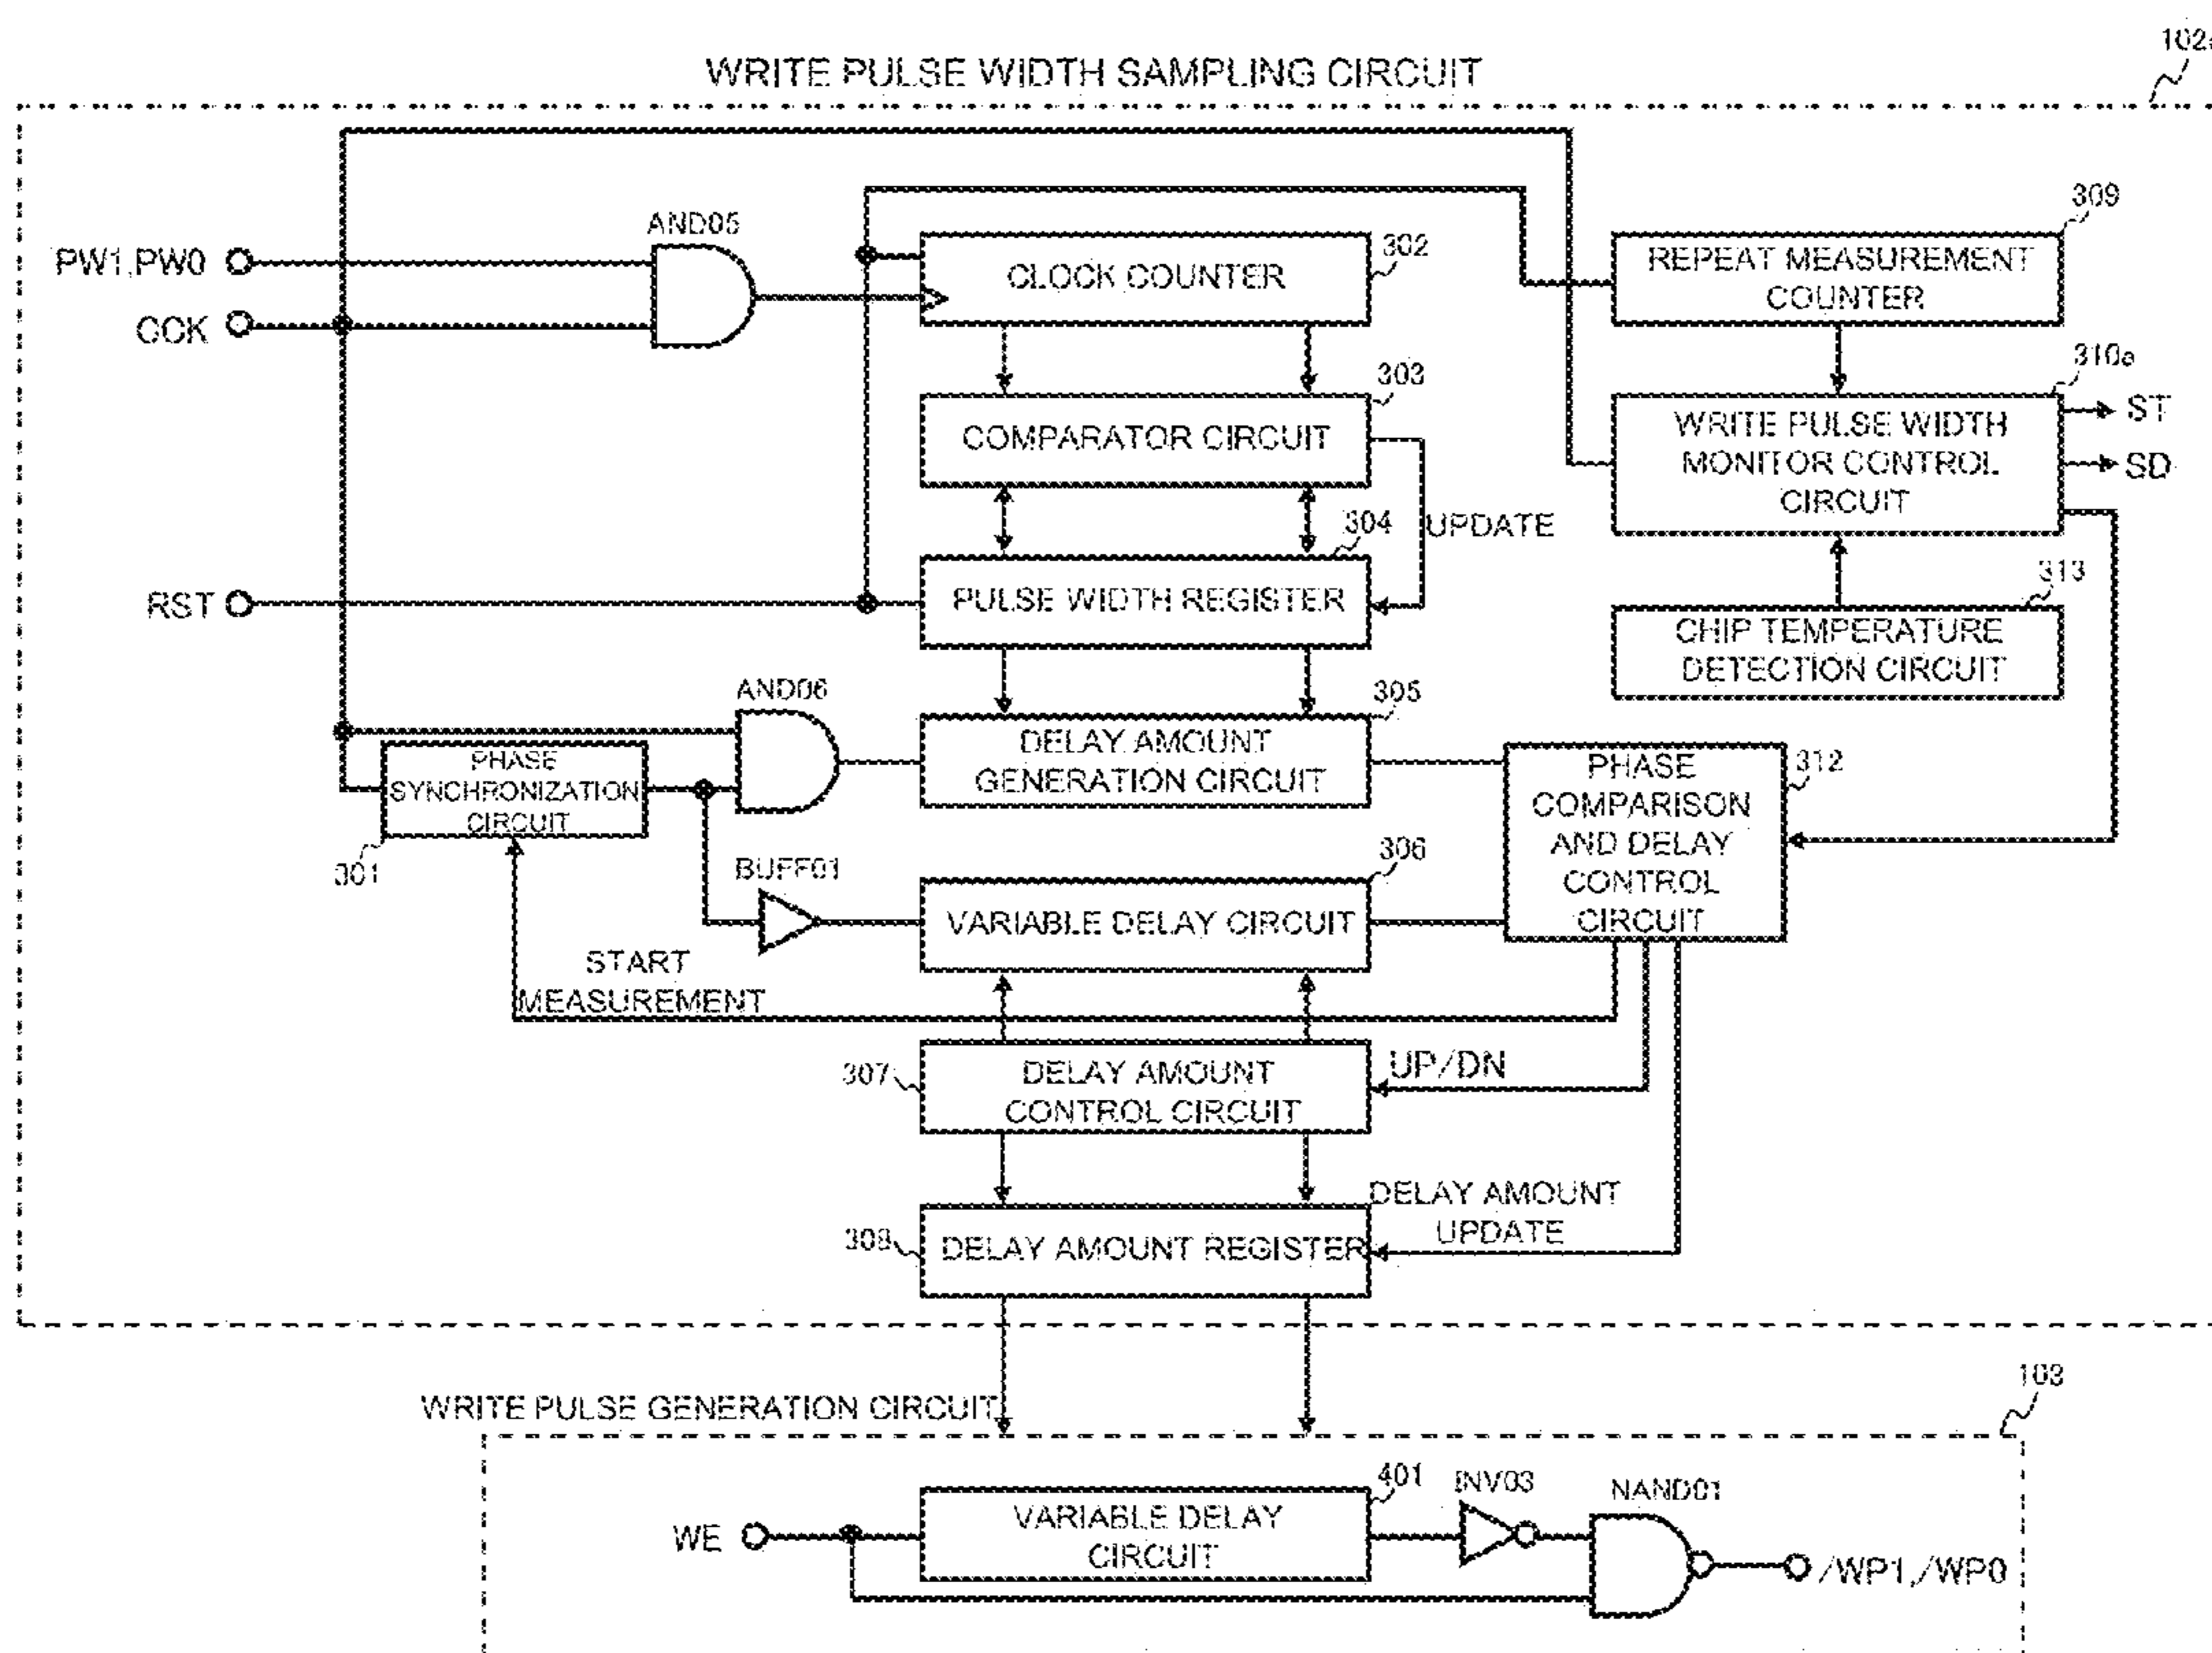 102a
WRITE PULSE WIDTH SAMPLING CIRCUIT
309
AND05
302
PW1,PW0
CLOCK COUNTER
REPEAT MEASUREMENT
COUNTER
CCK
303
310a
COMPARATOR CIRCUIT
WRITE PULSE WIDTH
MONITOR CONTROL
CIRCUIT
ST
SD
304
UPDATE
313
RST
PULSE WIDTH REGISTER
CHIP TEMPERATURE
DETECTION CIRCUIT
AND06
305
PHASE
SYNCHRONIZATION
CIRCUIT
DELAY AMOUNT
GENERATION CIRCUIT
PHASE
COMPARISON
AND DELAY
CONTROL
CIRCUIT
312
301
BUFF01
306
VARIABLE DELAY CIRCUIT
START
MEASUREMENT
307
DELAY AMOUNT
CONTROL CIRCUIT
UP/DN
DELAY AMOUNT
UPDATE
308
DELAY AMOUNT REGISTER
103
WRITE PULSE GENERATION CIRCUIT
401
INV03
NAND01
WE
VARIABLE DELAY
CIRCUIT
/WP1,/WP0